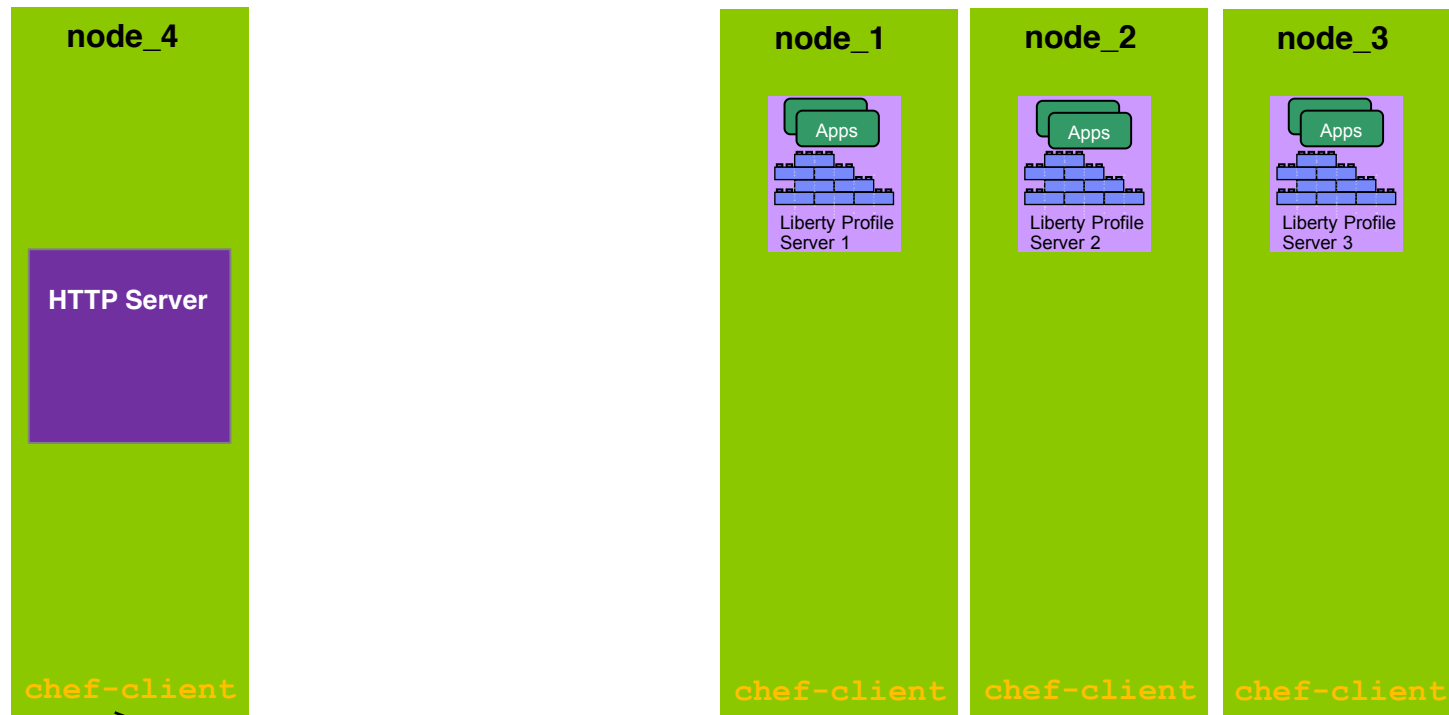 node_4
HTTP Server
chef-client
node_1
Apps
Liberty Profile
Server 1
chef-client
node_2
Apps
Liberty Profile
Server 2
chef-client
node_3
Apps
Liberty Profile
Server 3
chef-client